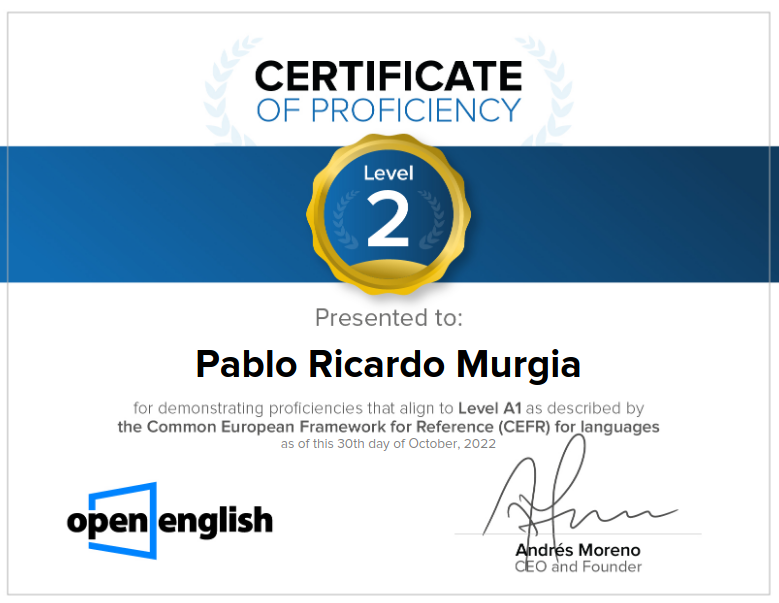 CERTIFICATE
OF PROFICIENCY
Level
2
Presented to:
Pablo Ricardo Murgia
for demonstrating proficiencies that align to Level A1 as described by
the Common European Framework for Reference (CEFR) for languages
as of this 30th day of October, 2022
open english
Andrés Moreno
CEO and Founder